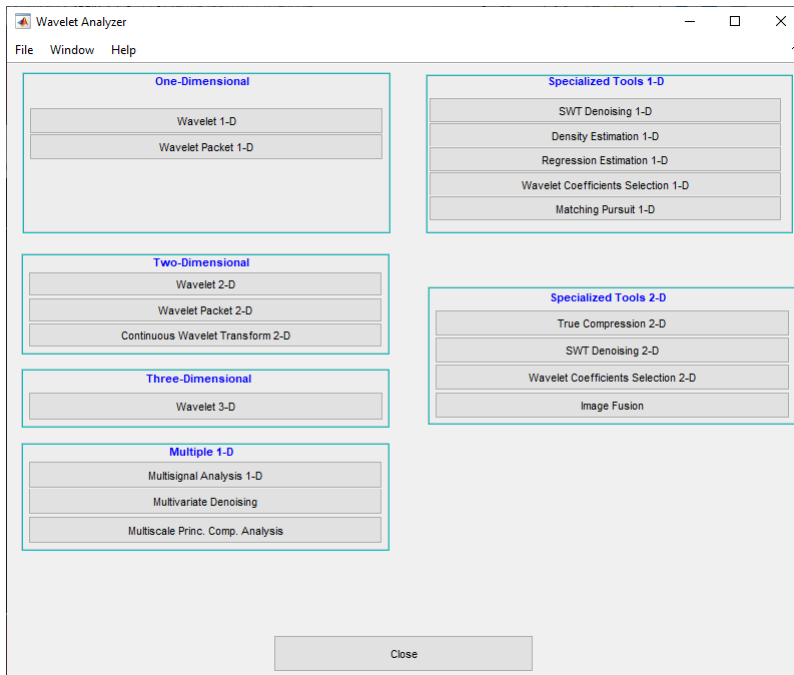 Wavelet Analyzer
File Window Help
One-Dimensional
Wavelet 1-D
Wavelet Packet 1-D
Two-Dimensional
Wavelet 2-D
Wavelet Packet 2-D
Continuous Wavelet Transform 2-D
Three-Dimensional
Wavelet 3-D
Multiple 1-D
Multisignal Analysis 1-D
Multivariate Denoising
Multiscale Princ. Comp. Analysis
Specialized Tools 1-D
SWT Denoising 1-D
Density Estimation 1-D
Regression Estimation 1-D
Wavelet Coefficients Selection 1-D
Matching Pursuit 1-D
Specialized Tools 2-D
True Compression 2-D
SWT Denoising 2-D
Wavelet Coefficients Selection 2-D
Image Fusion
Close